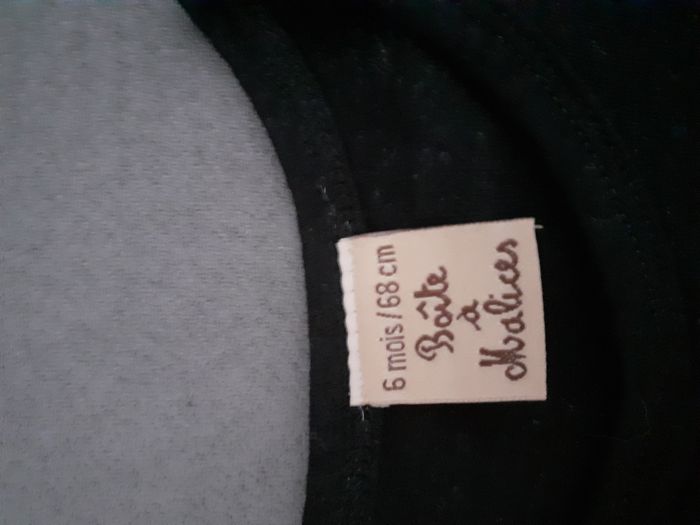 6 mois / 68 cm
Boîte
à
Malices